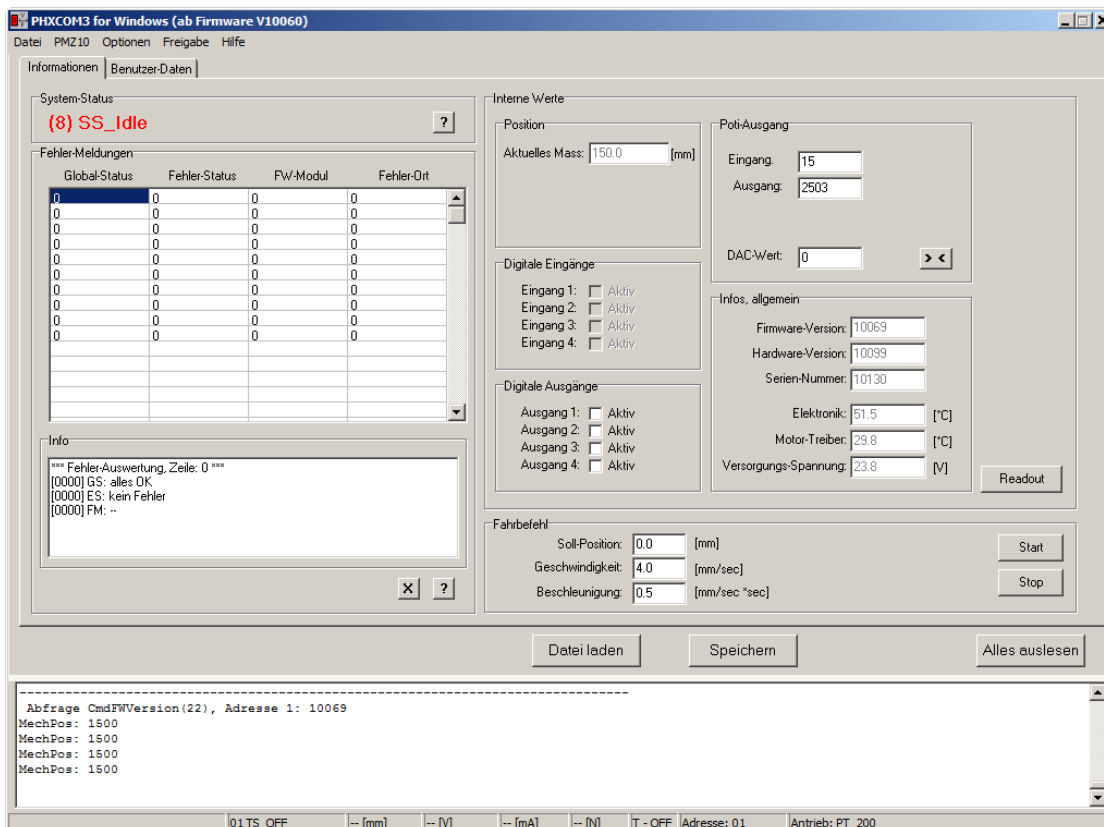 PHXCOM3 for Windows (ab Firmware V10060)
Datei PMZ10 Optionen Freigabe Hilfe
Informationen Benutzer-Daten
System-Status
(8) SS_Idle
?
Fehler-Meldungen
Global-Status Fehler-Status FW-Modul Fehler-Ort
0 0 0 0
0 0 0 0
0 0 0 0
0 0 0 0
0 0 0 0
0 0 0 0
0 0 0 0
0 0 0 0
0 0 0 0
0 0 0 0
Info
*** Fehler-Auswertung, Zeile: 0 ***
[0000] GS: alles OK
[0000] ES: kein Fehler
[0000] FM: --
X ?
Interne Werte
Position
Aktuelles Mass: 150.0 [mm]
Digitale Eingänge
Eingang 1: Aktiv
Eingang 2: Aktiv
Eingang 3: Aktiv
Eingang 4: Aktiv
Digitale Ausgänge
Ausgang 1: Aktiv
Ausgang 2: Aktiv
Ausgang 3: Aktiv
Ausgang 4: Aktiv
Poti-Ausgang
Eingang. 15
Ausgang: 2503
DAC-Wert: 0 > <
Infos, allgemein
Firmware-Version: 10069
Hardware-Version: 10099
Serien-Nummer: 10130
Elektronik: 51.5 [°C]
Motor-Treiber: 29.8 [°C]
Versorgungs-Spannung: 23.8 [V]
Readout
Fahrbefehl
Soll-Position: 0.0 [mm]
Geschwindigkeit: 4.0 [mm/sec]
Beschleunigung: 0.5 [mm/sec *sec]
Start
Stop
Datei laden Speichern Alles auslesen
--------------------------------------------------------------------------------
Abfrage CmdFWVersion(22), Adresse 1: 10069
MechPos: 1500
MechPos: 1500
MechPos: 1500
MechPos: 1500
01 TS_OFF -- [mm] -- [V] -- [mA] -- [N] T - OFF Adresse: 01 Antrieb: PT_200